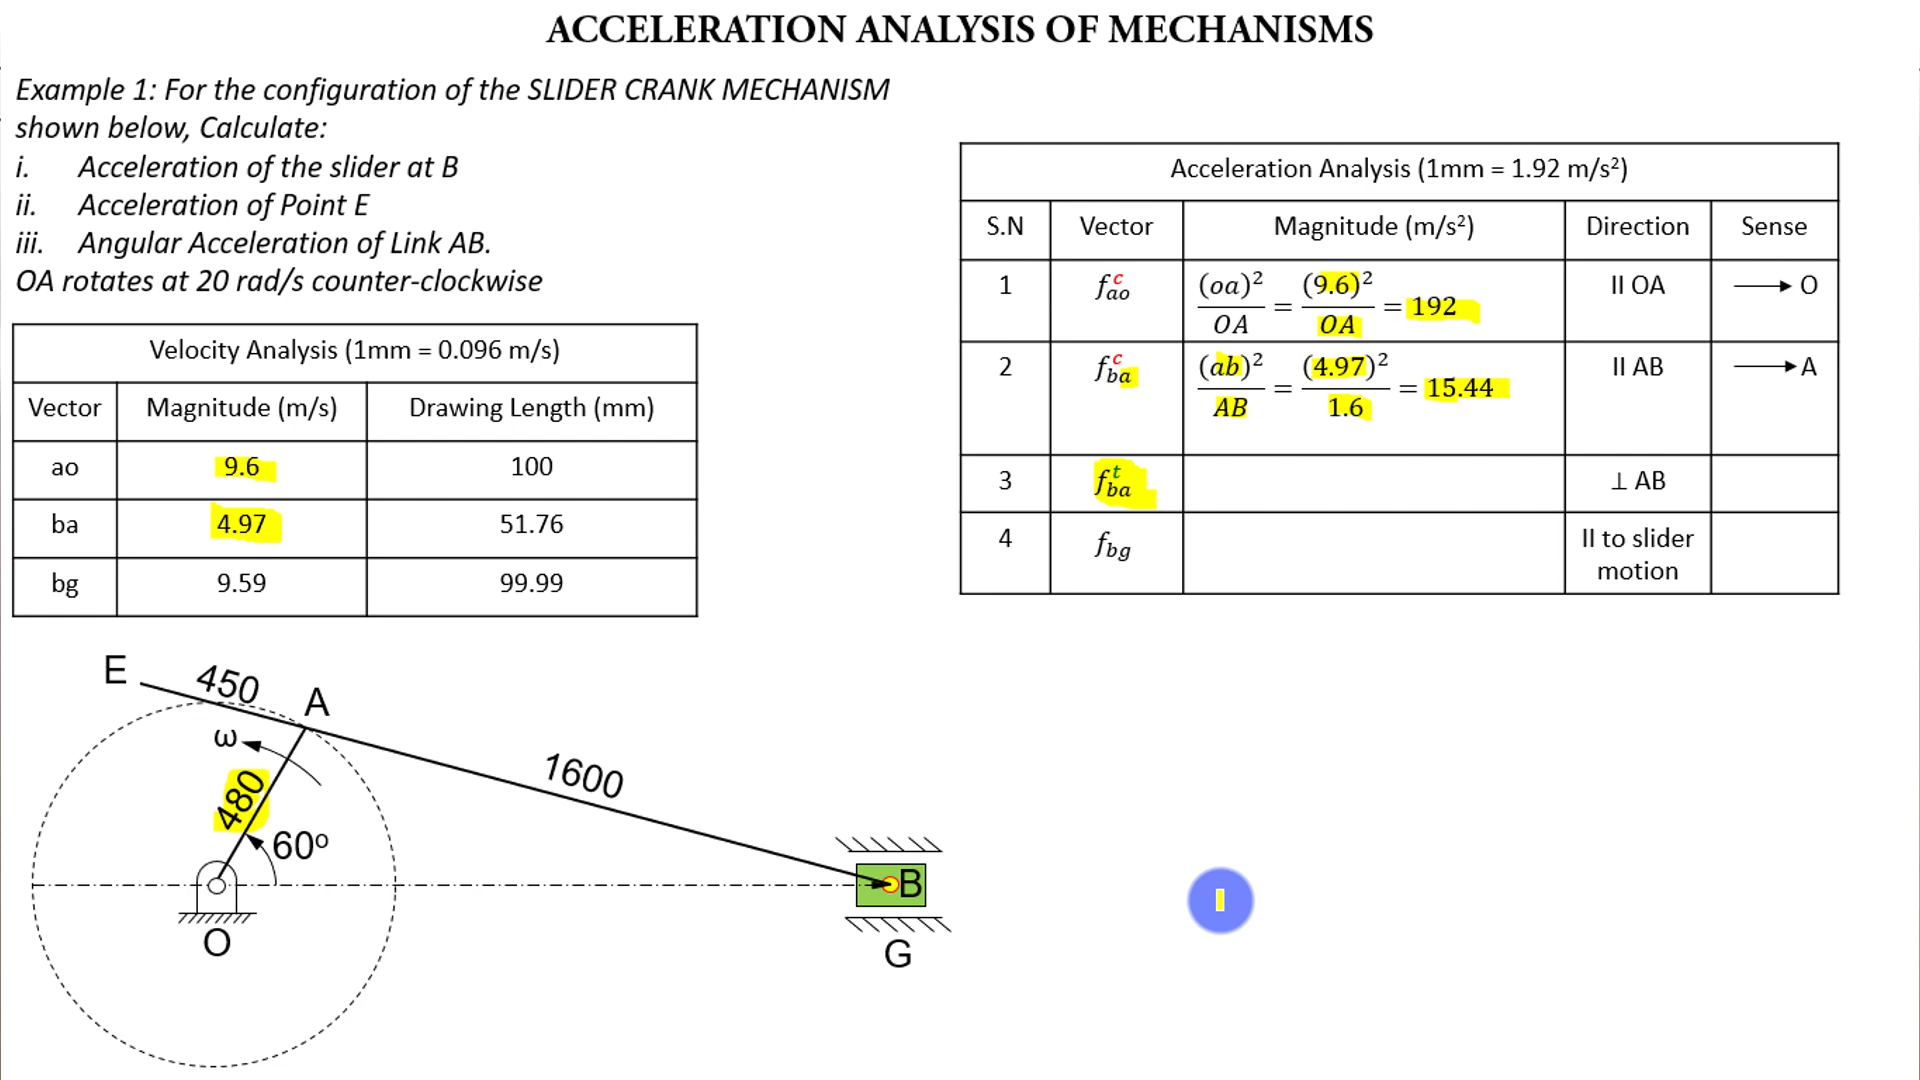 ACCELERATION ANALYSIS OF MECHANISMS
Example 1: For the configuration of the SLIDER CRANK MECHANISM
shown below, Calculate:
i. Acceleration of the slider at B
ii. Acceleration of Point E
iii. Angular Acceleration of Link AB.
OA rotates at 20 rad/s counter-clockwise
Velocity Analysis (1mm = 0.096 m/s)
Vector Magnitude (m/s) Drawing Length (mm)
ao 9.6 100
ba 4.97 51.76
bg 9.59 99.99
Acceleration Analysis (1mm = 1.92 m/s²)
S.N Vector Magnitude (m/s²) Direction Sense
1 f^c_ao (oa)²/OA = (9.6)²/OA = 192 II OA → O
2 f^c_ba (ab)²/AB = (4.97)²/1.6 = 15.44 II AB → A
3 f^t_ba ⊥ AB
4 f_bg II to slider
motion
E
450
A
ω
480
60º
1600
B
O
G